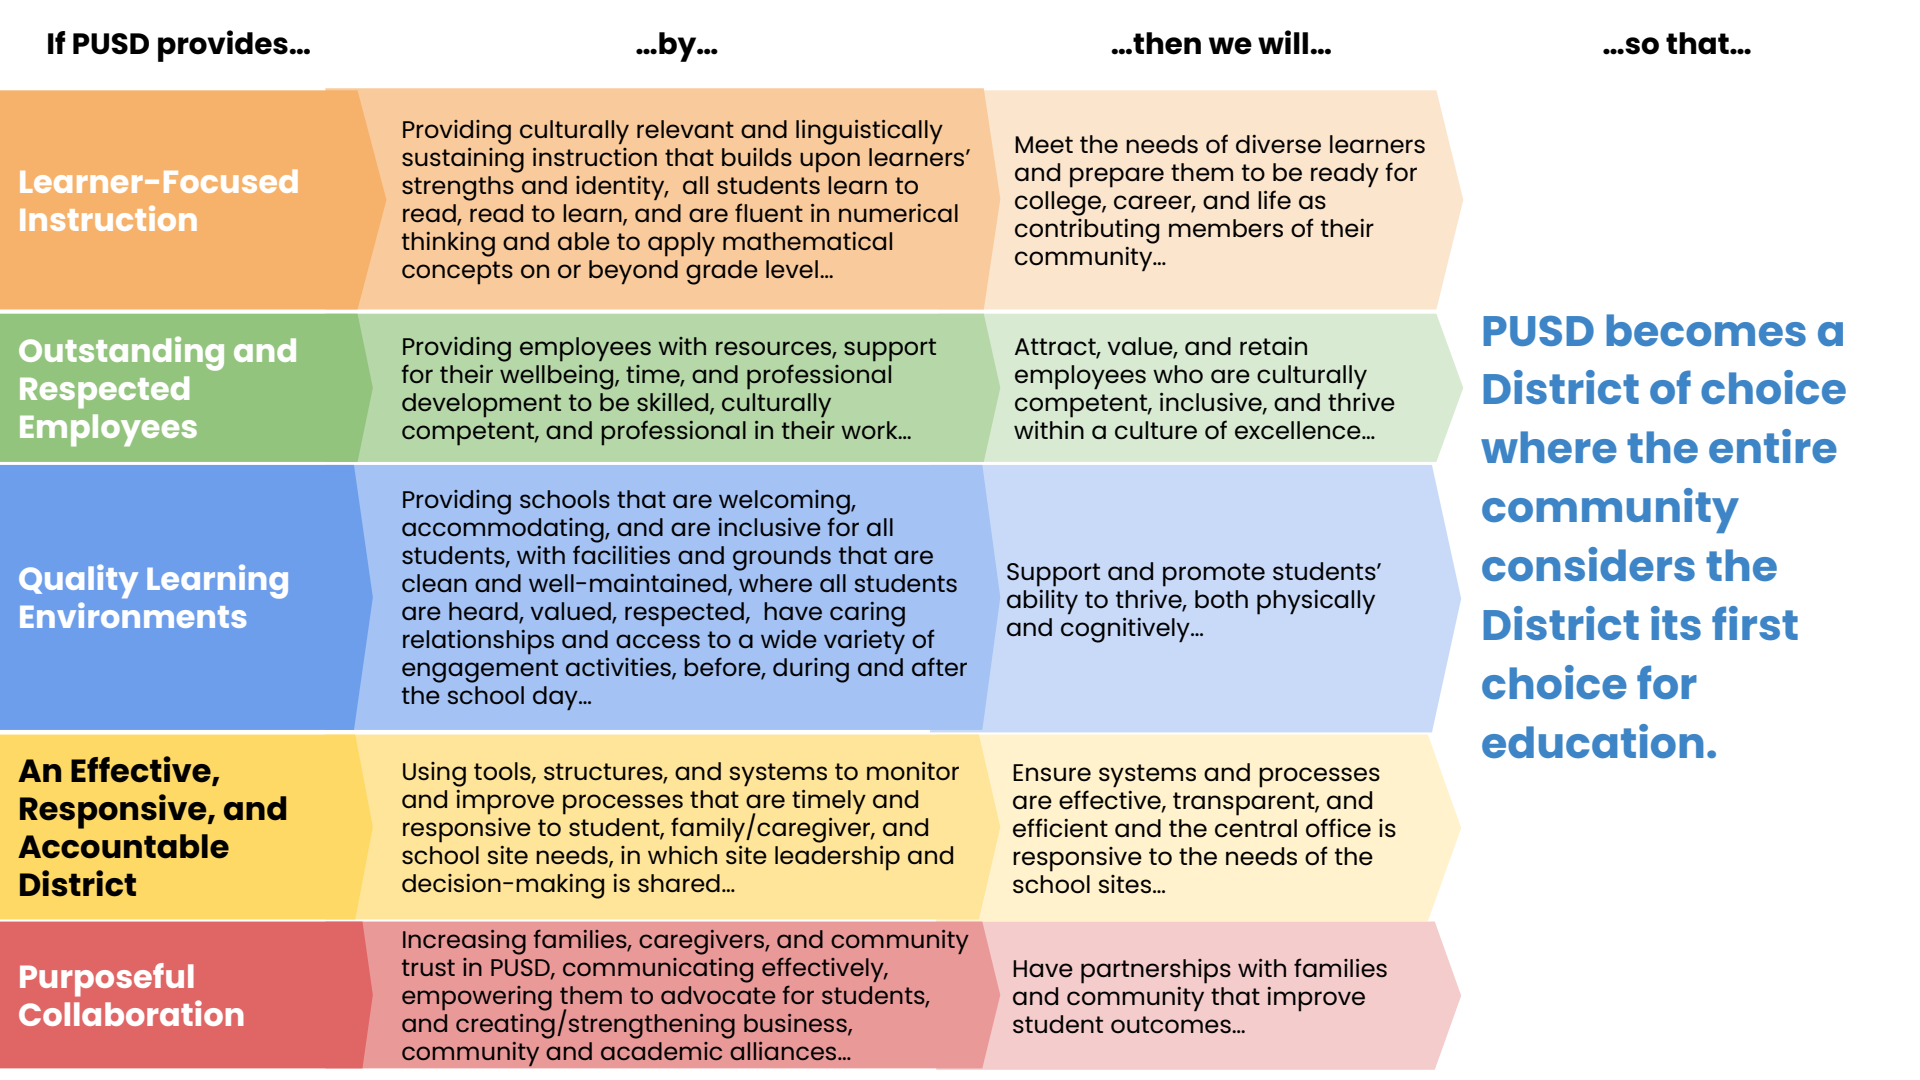 If PUSD provides...
...by...
...then we will...
...so that...
Learner-Focused
Instruction
Providing culturally relevant and linguistically
sustaining instruction that builds upon learners’
strengths and identity,  all students learn to
read, read to learn, and are fluent in numerical
thinking and able to apply mathematical
concepts on or beyond grade level...
Meet the needs of diverse learners
and prepare them to be ready for
college, career, and life as
contributing members of their
community...
Outstanding and
Respected
Employees
Providing employees with resources, support
for their wellbeing, time, and professional
development to be skilled, culturally
competent, and professional in their work...
Attract, value, and retain
employees who are culturally
competent, inclusive, and thrive
within a culture of excellence...
Quality Learning
Environments
Providing schools that are welcoming,
accommodating, and are inclusive for all
students, with facilities and grounds that are
clean and well-maintained, where all students
are heard, valued, respected,  have caring
relationships and access to a wide variety of
engagement activities, before, during and after
the school day...
Support and promote students’
ability to thrive, both physically
and cognitively...
An Effective,
Responsive, and
Accountable
District
Using tools, structures, and systems to monitor
and improve processes that are timely and
responsive to student, family/caregiver, and
school site needs, in which site leadership and
decision-making is shared...
Ensure systems and processes
are effective, transparent, and
efficient and the central office is
responsive to the needs of the
school sites...
Purposeful
Collaboration
Increasing families, caregivers, and community
trust in PUSD, communicating effectively,
empowering them to advocate for students,
and creating/strengthening business,
community and academic alliances...
Have partnerships with families
and community that improve
student outcomes...
PUSD becomes a
District of choice
where the entire
community
considers the
District its first
choice for
education.